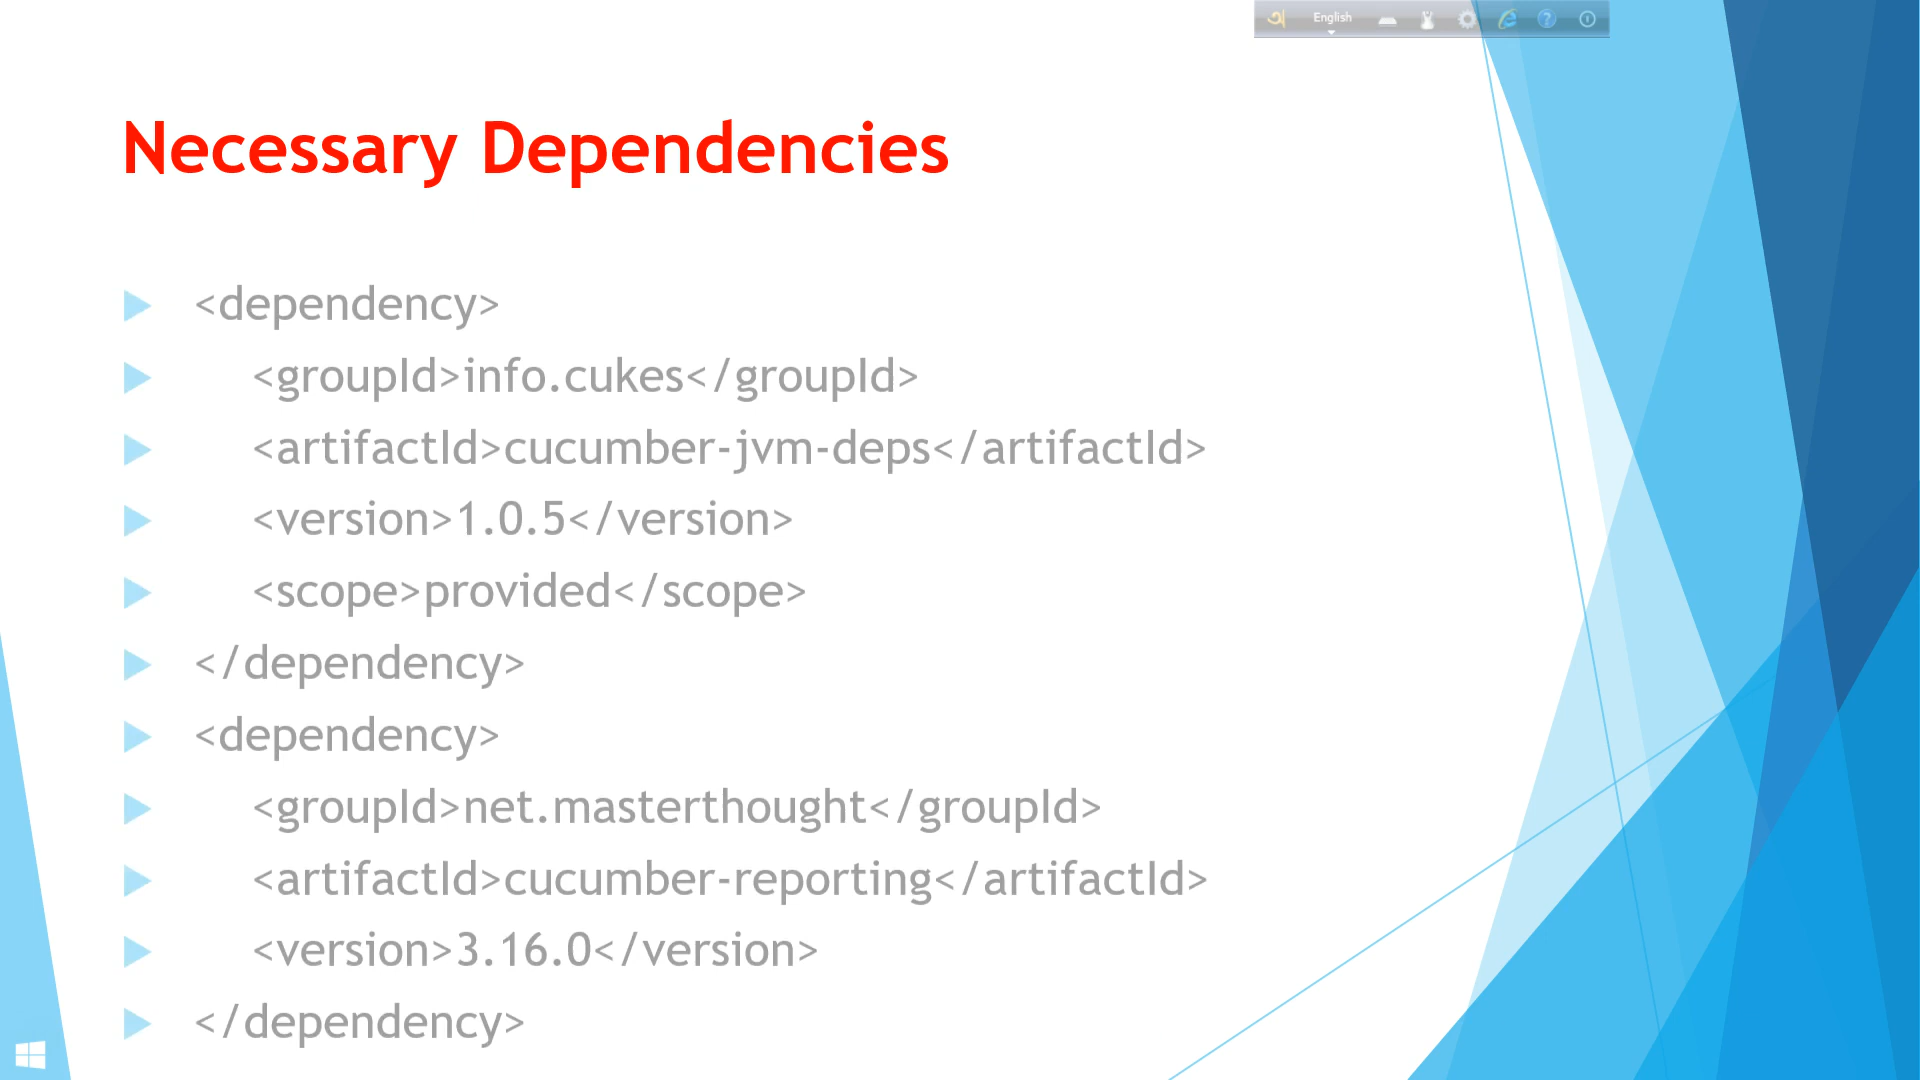 English
Necessary Dependencies
<dependency>
<groupId>info.cukes</groupId>
<artifactId>cucumber-jvm-deps</artifactId>
<version>1.0.5</version>
<scope>provided</scope>
</dependency>
<dependency>
<groupId>net.masterthought</groupId>
<artifactId>cucumber-reporting</artifactId>
<version>3.16.0</version>
</dependency>